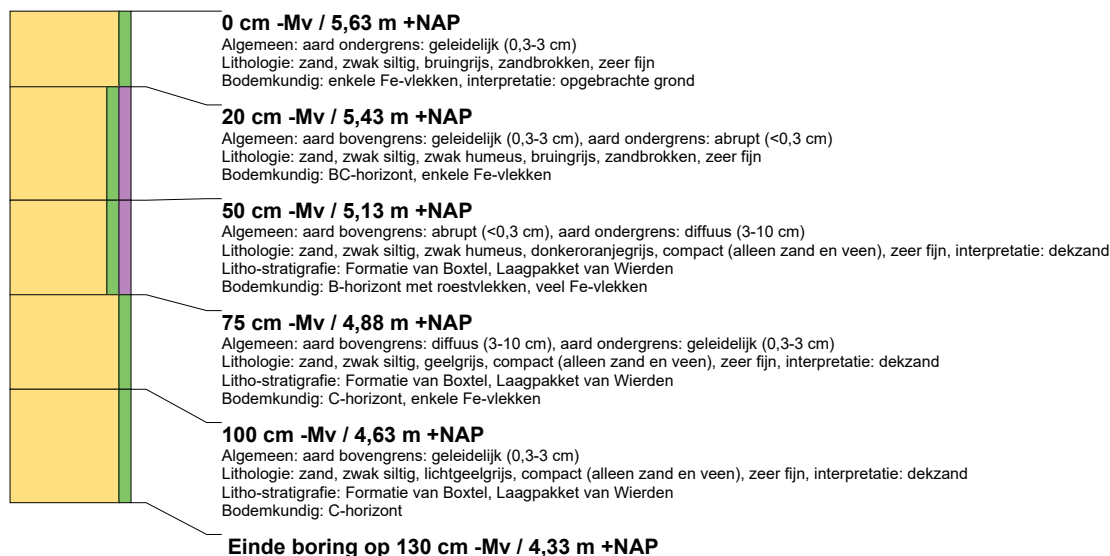 0 cm -Mv / 5,63 m +NAP
Algemeen: aard ondergrens: geleidelijk (0,3-3 cm)
Lithologie: zand, zwak siltig, bruingrijs, zandbrokken, zeer fijn
Bodemkundig: enkele Fe-vlekken, interpretatie: opgebrachte grond
20 cm -Mv / 5,43 m +NAP
Algemeen: aard bovengrens: geleidelijk (0,3-3 cm), aard ondergrens: abrupt (<0,3 cm)
Lithologie: zand, zwak siltig, zwak humeus, bruingrijs, zandbrokken, zeer fijn
Bodemkundig: BC-horizont, enkele Fe-vlekken
50 cm -Mv / 5,13 m +NAP
Algemeen: aard bovengrens: abrupt (<0,3 cm), aard ondergrens: diffuus (3-10 cm)
Lithologie: zand, zwak siltig, zwak humeus, donkeroranjegrijs, compact (alleen zand en veen), zeer fijn, interpretatie: dekzand
Litho-stratigrafie: Formatie van Boxtel, Laagpakket van Wierden
Bodemkundig: B-horizont met roestvlekken, veel Fe-vlekken
75 cm -Mv / 4,88 m +NAP
Algemeen: aard bovengrens: diffuus (3-10 cm), aard ondergrens: geleidelijk (0,3-3 cm)
Lithologie: zand, zwak siltig, geelgrijs, compact (alleen zand en veen), zeer fijn, interpretatie: dekzand
Litho-stratigrafie: Formatie van Boxtel, Laagpakket van Wierden
Bodemkundig: C-horizont, enkele Fe-vlekken
100 cm -Mv / 4,63 m +NAP
Algemeen: aard bovengrens: geleidelijk (0,3-3 cm)
Lithologie: zand, zwak siltig, lichtgeelgrijs, compact (alleen zand en veen), zeer fijn, interpretatie: dekzand
Litho-stratigrafie: Formatie van Boxtel, Laagpakket van Wierden
Bodemkundig: C-horizont
Einde boring op 130 cm -Mv / 4,33 m +NAP